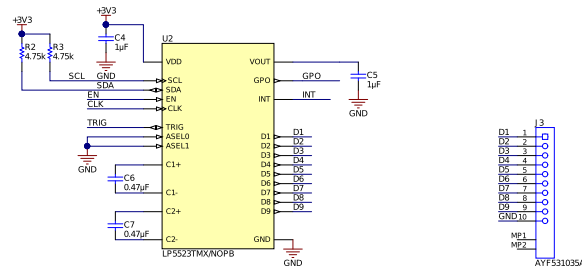 +3V3
+3V3
R2
4.75k
R3
4.75k
C4
1µF
GND
SCL
SDA
EN
CLK
TRIG
GND
C6
0.47µF
C7
0.47µF
U2
VDD
SCL
SDA
EN
CLK
TRIG
ASEL0
ASEL1
C1+
C1-
C2+
C2-
VOUT
GPO
INT
D1
D2
D3
D4
D5
D6
D7
D8
D9
GND
LP5523TMX/NOPB
GPO
INT
C5
1µF
GND
D1
D2
D3
D4
D5
D6
D7
D8
D9
GND
J3
D1 1
D2 2
D3 3
D4 4
D5 5
D6 6
D7 7
D8 8
D9 9
GND 10
MP1
MP2
AYF531035A